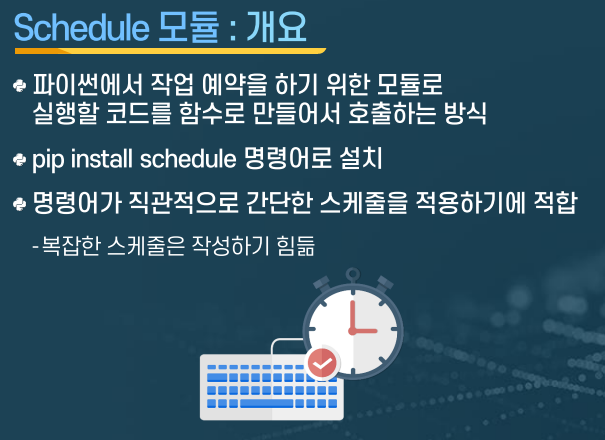 Schedule 모듈 : 개요
파이썬에서 작업 예약을 하기 위한 모듈로
실행할 코드를 함수로 만들어서 호출하는 방식
pip install schedule 명령어로 설치
명령어가 직관적으로 간단한 스케줄을 적용하기에 적합
- 복잡한 스케줄은 작성하기 힘듦